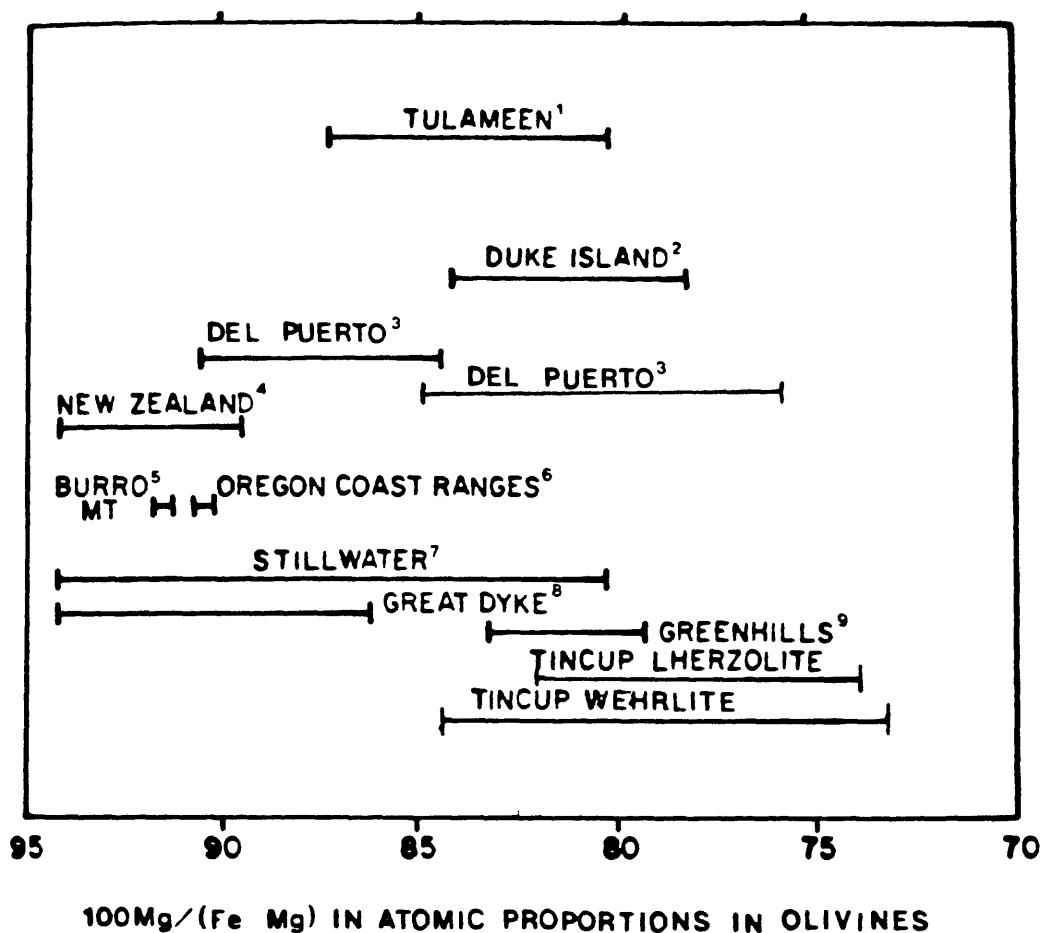 TULAMEEN¹
DUKE ISLAND²
DEL PUERTO³
DEL PUERTO³
NEW ZEALAND⁴
BURRO⁵ OREGON COAST RANGES⁶
MT
STILLWATER⁷
GREAT DYKE⁸
GREENHILLS⁹
TINCUP LHERZOLITE
TINCUP WEHRLITE
95 90 85 80 75 70
100Mg/(Fe Mg) IN ATOMIC PROPORTIONS IN OLIVINES